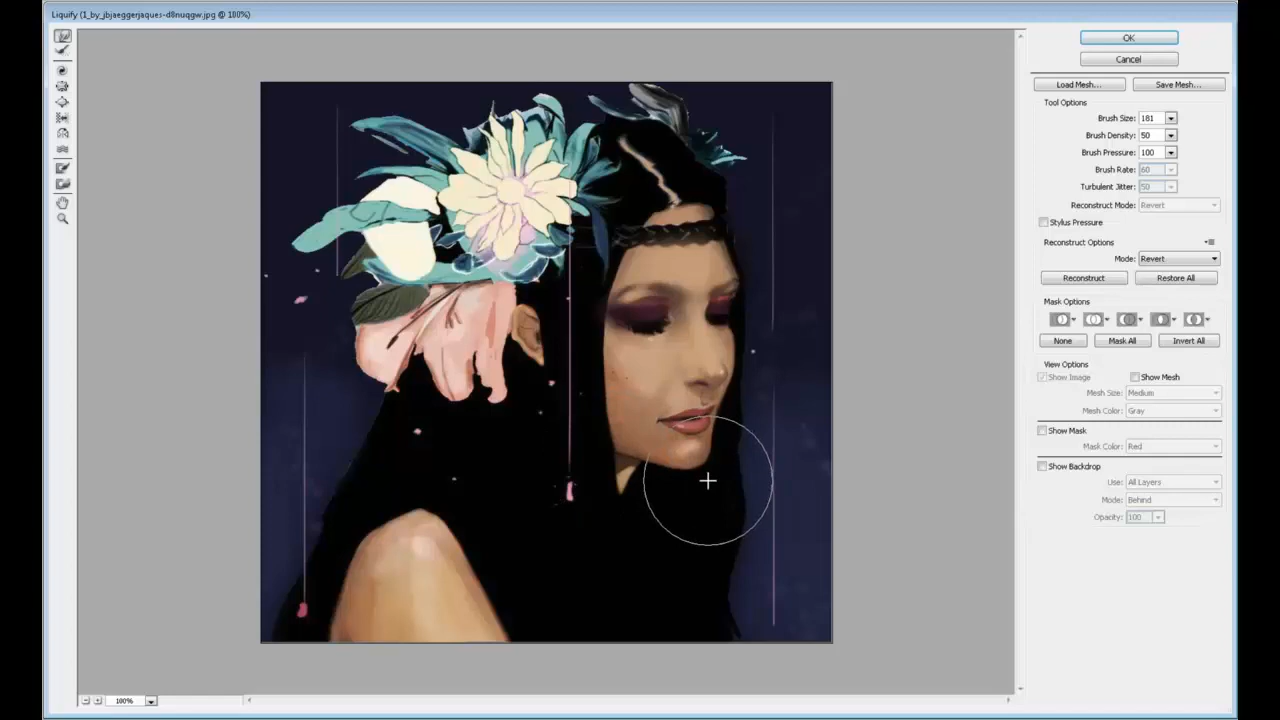 Liquify (1_by_jbjaeggerjaques-d8nuqgw.jpg @ 100%)
OK
Cancel
Load Mesh...
Save Mesh...
Tool Options
Brush Size: 181
Brush Density: 50
Brush Pressure: 100
Brush Rate: 60
Turbulent Jitter: 50
Reconstruct Mode: Revert
Stylus Pressure
Reconstruct Options
Mode: Revert
Reconstruct
Restore All
Mask Options
None
Mask All
Invert All
View Options
Show Image
Show Mesh
Mesh Size: Medium
Mesh Color: Gray
Show Mask
Mask Color: Red
Show Backdrop
Use: All Layers
Mode: Behind
Opacity: 100
100%